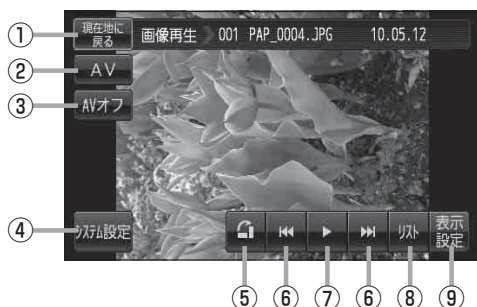 ① 現在地に
戻る
画像再生 001 PAP_0004.JPG 10.05.12
② AV
③ AVオフ
④ システム設定
リスト
表示
設定
⑤ ⑥ ⑦ ⑥ ⑧ ⑨